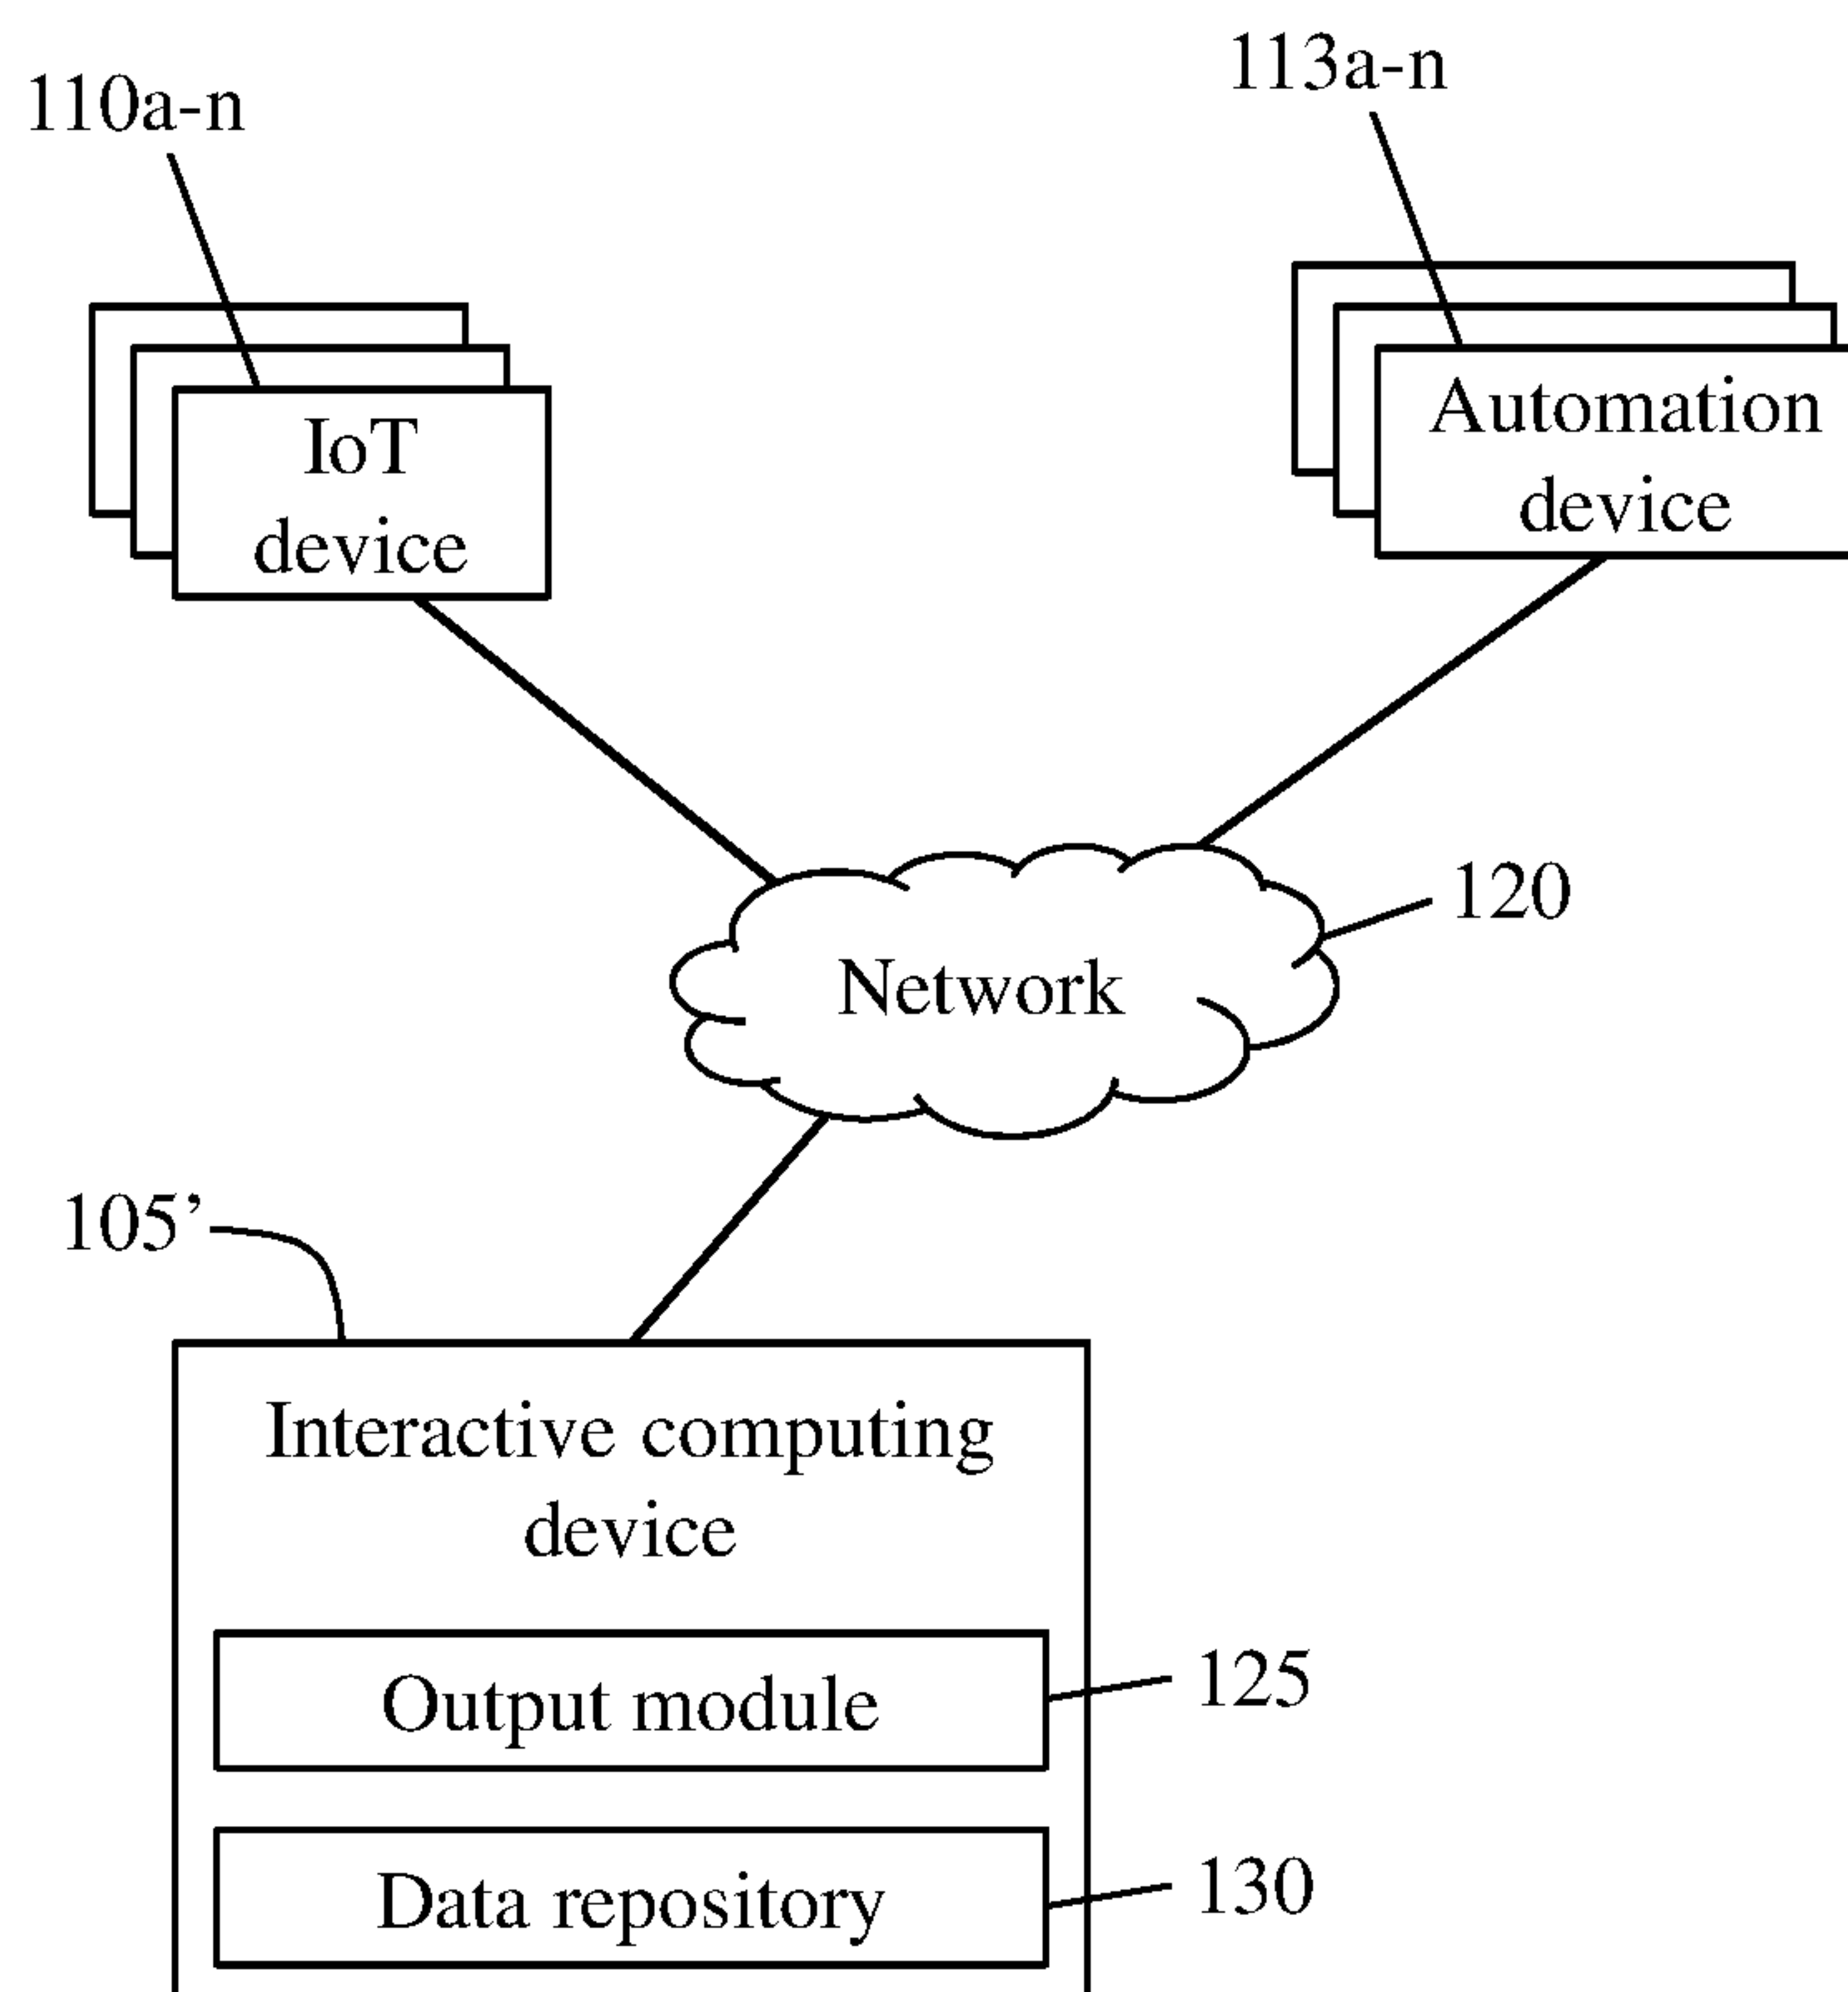 110a-n
113a-n
IoT
device
Automation
device
120
Network
105’
Interactive computing
device
Output module
125
Data repository
130